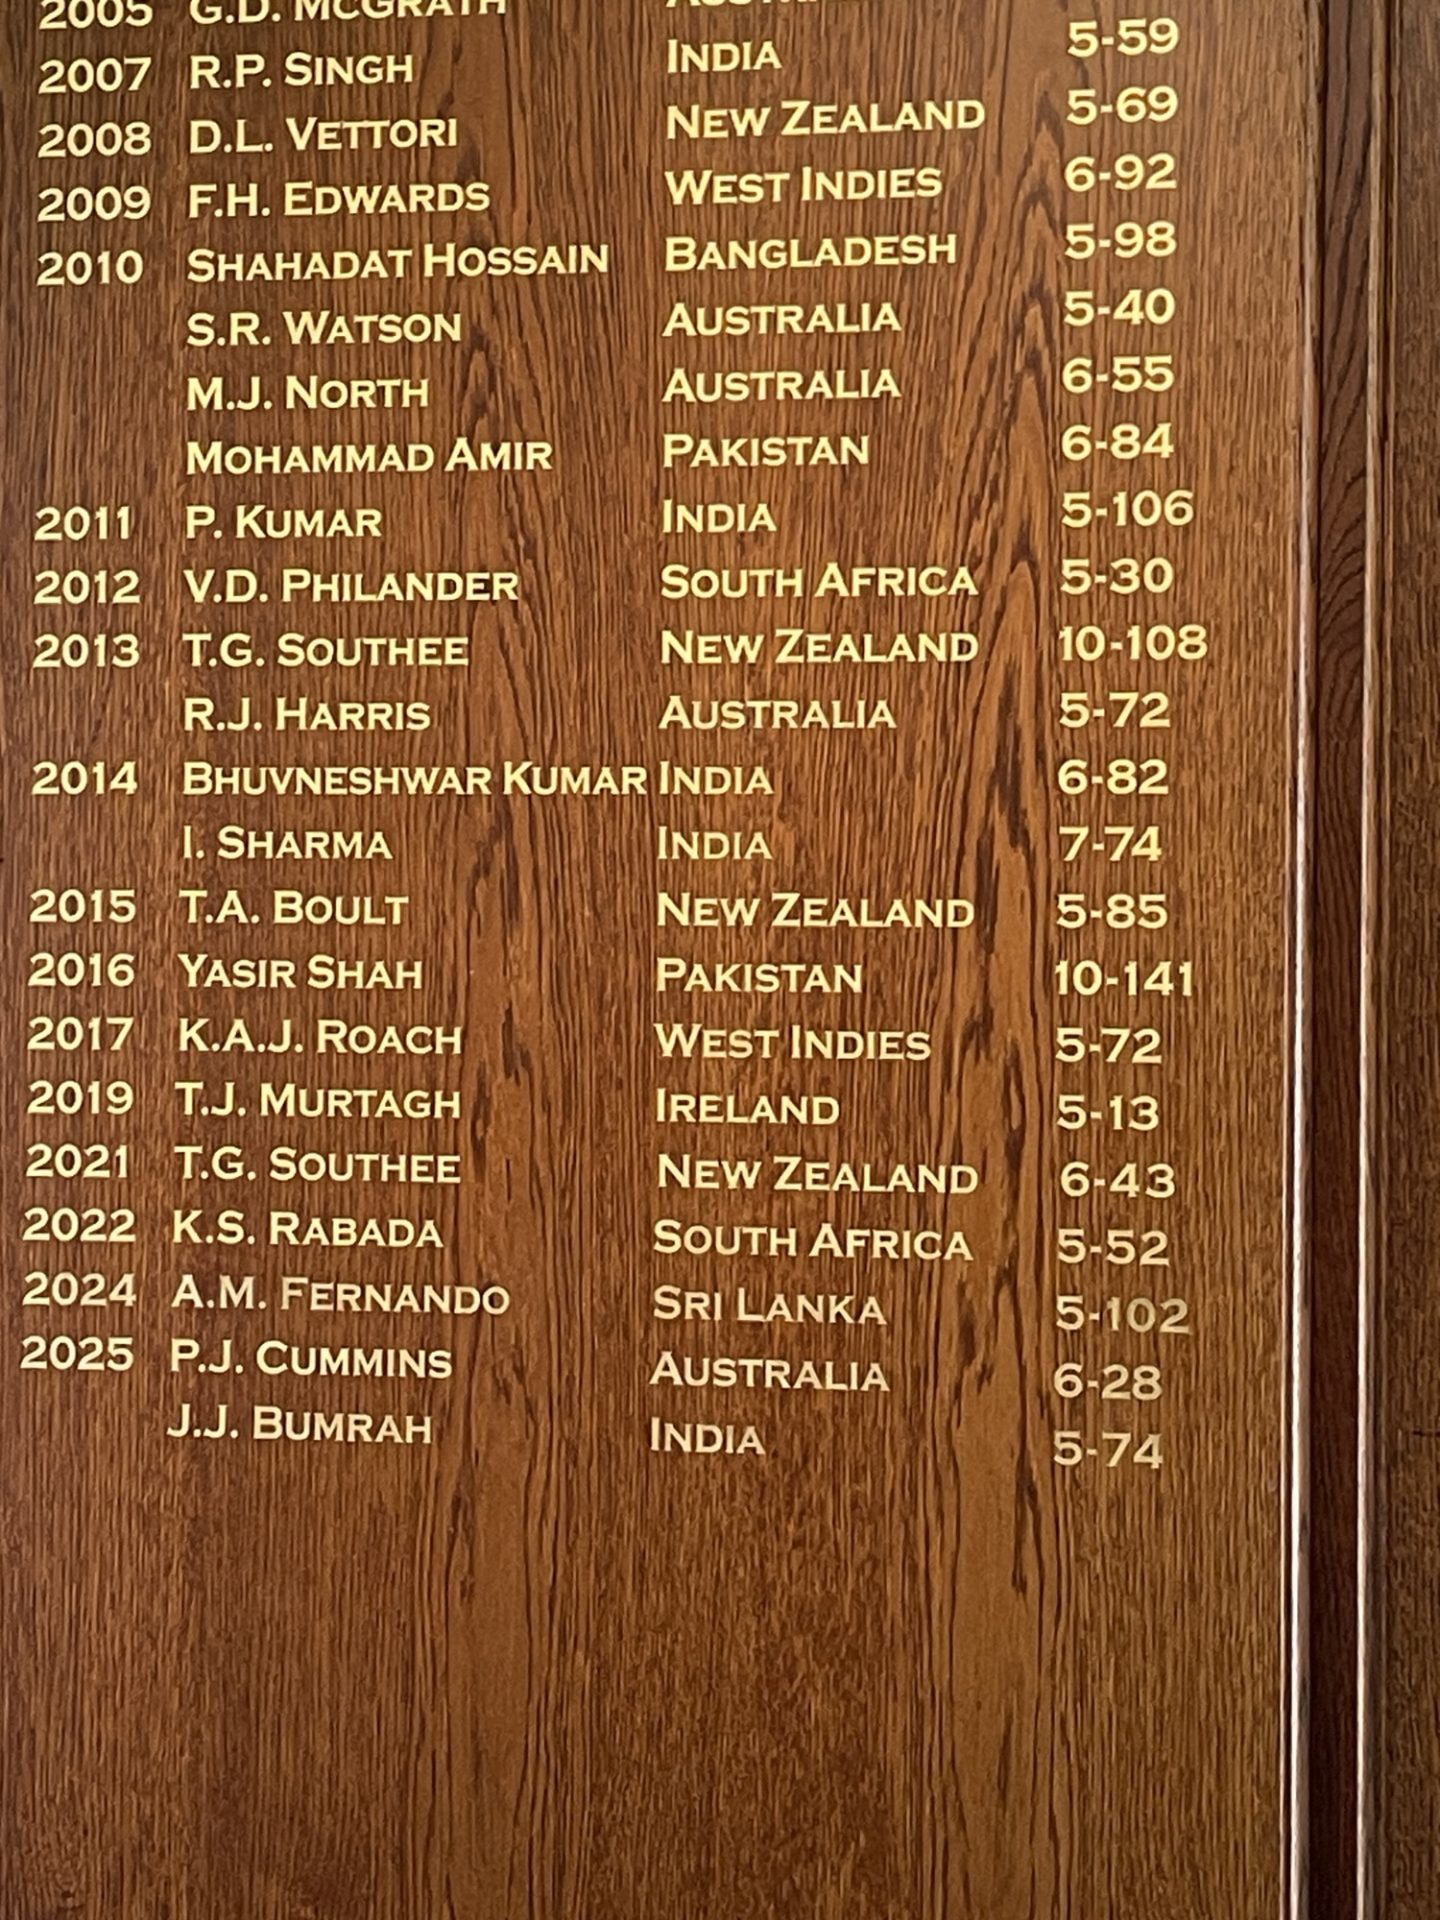 2005 G.D. McGrath
2007 R.P. Singh India 5-59
2008 D.L. Vettori New Zealand 5-69
2009 F.H. Edwards West Indies 6-92
2010 Shahadat Hossain Bangladesh 5-98
S.R. Watson Australia 5-40
M.J. North Australia 6-55
Mohammad Amir Pakistan 6-84
2011 P. Kumar India 5-106
2012 V.D. Philander South Africa 5-30
2013 T.G. Southee New Zealand 10-108
R.J. Harris Australia 5-72
2014 Bhuvneshwar Kumar India 6-82
I. Sharma India 7-74
2015 T.A. Boult New Zealand 5-85
2016 Yasir Shah Pakistan 10-141
2017 K.A.J. Roach West Indies 5-72
2019 T.J. Murtagh Ireland 5-13
2021 T.G. Southee New Zealand 6-43
2022 K.S. Rabada South Africa 5-52
2024 A.M. Fernando Sri Lanka 5-102
2025 P.J. Cummins Australia 6-28
J.J. Bumrah India 5-74